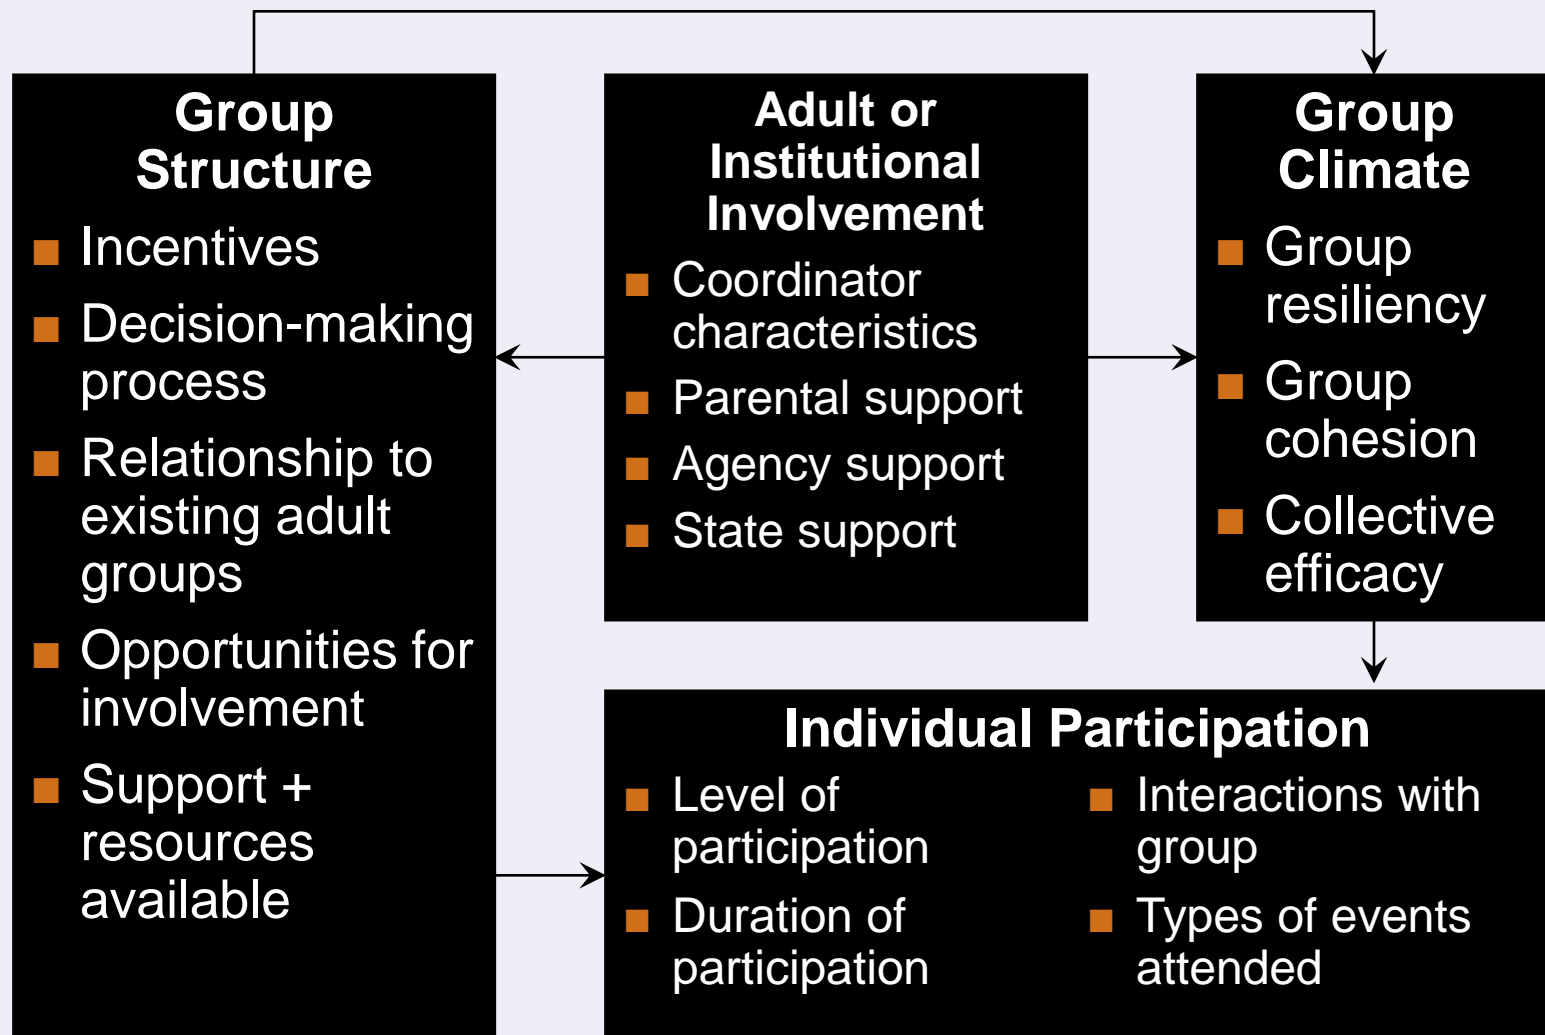 Group
Structure
■ Incentives
■ Decision-making
process
■ Relationship to
existing adult
groups
■ Opportunities for
involvement
■ Support +
resources
available
Adult or
Institutional
Involvement
■ Coordinator
characteristics
■ Parental support
■ Agency support
■ State support
Group
Climate
■ Group
resiliency
■ Group
cohesion
■ Collective
efficacy
Individual Participation
■ Level of
participation
■ Duration of
participation
■ Interactions with
group
■ Types of events
attended